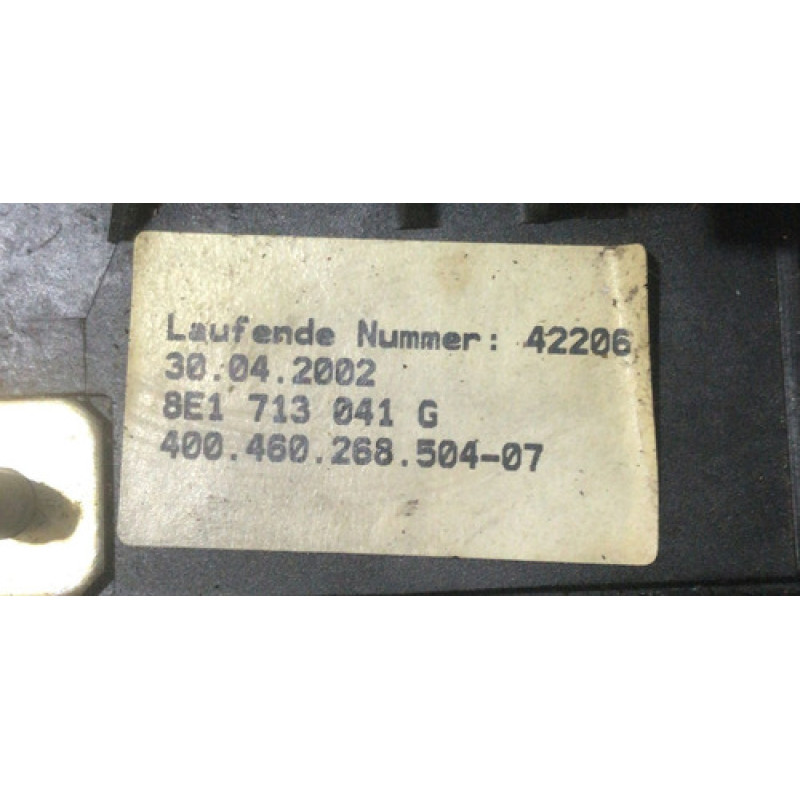 Laufende Nummer: 42206
30.04.2002
8E1 713 041 G
400.460.268.504-07